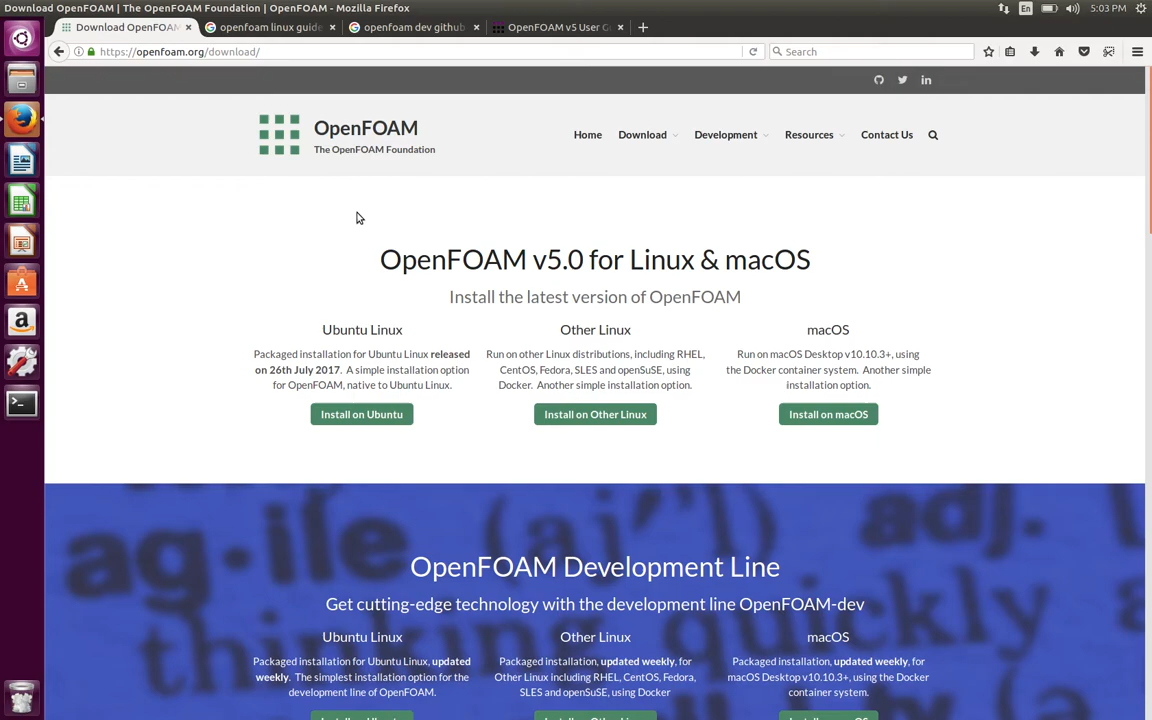 Download OpenFOAM | The OpenFOAM Foundation | OpenFOAM - Mozilla Firefox
En
5:03 PM
Download OpenFOAM
openfoam linux guide
openfoam dev github
OpenFOAM v5 User G
https://openfoam.org/download/
Search
OpenFOAM
The OpenFOAM Foundation
Home
Download
Development
Resources
Contact Us
OpenFOAM v5.0 for Linux & macOS
Install the latest version of OpenFOAM
Ubuntu Linux
Packaged installation for Ubuntu Linux released
on 26th July 2017. A simple installation option
for OpenFOAM, native to Ubuntu Linux.
Install on Ubuntu
Other Linux
Run on other Linux distributions, including RHEL,
CentOS, Fedora, SLES and openSuSE, using
Docker. Another simple installation option.
Install on Other Linux
macOS
Run on macOS Desktop v10.10.3+, using
the Docker container system. Another simple
installation option.
Install on macOS
ag·ile (aj'
adj.
thinking quickly
OpenFOAM Development Line
Get cutting-edge technology with the development line OpenFOAM-dev
Ubuntu Linux
Packaged installation for Ubuntu Linux, updated
weekly. The simplest installation option for the
development line of OpenFOAM.
Other Linux
Packaged installation, updated weekly, for
Other Linux including RHEL, CentOS, Fedora,
SLES and openSuSE, using Docker
macOS
Packaged installation, updated weekly, for
macOS Desktop v10.10.3+, using the Docker
container system.